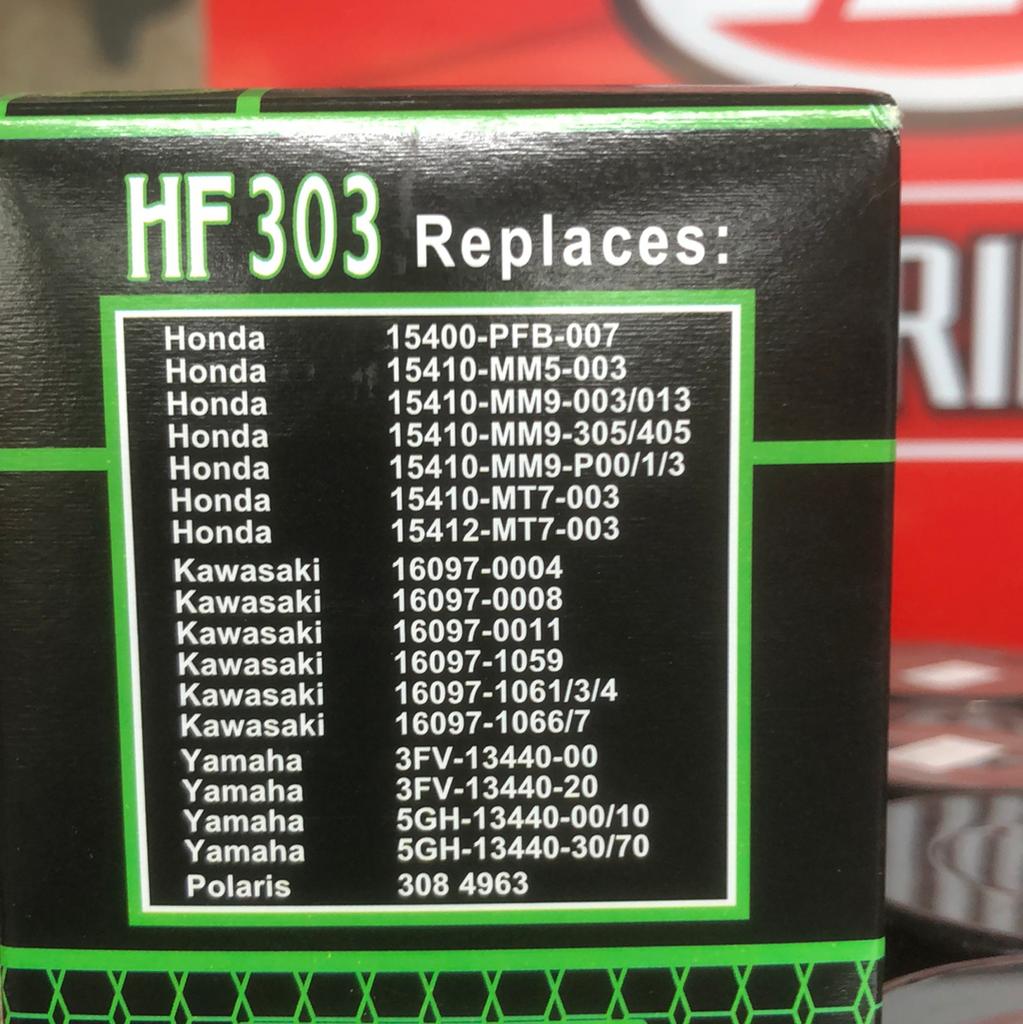 HF303 Replaces:
Honda 15400-PFB-007
Honda 15410-MM5-003
Honda 15410-MM9-003/013
Honda 15410-MM9-305/405
Honda 15410-MM9-P00/1/3
Honda 15410-MT7-003
Honda 15412-MT7-003
Kawasaki 16097-0004
Kawasaki 16097-0008
Kawasaki 16097-0011
Kawasaki 16097-1059
Kawasaki 16097-1061/3/4
Kawasaki 16097-1066/7
Yamaha 3FV-13440-00
Yamaha 3FV-13440-20
Yamaha 5GH-13440-00/10
Yamaha 5GH-13440-30/70
Polaris 308 4963